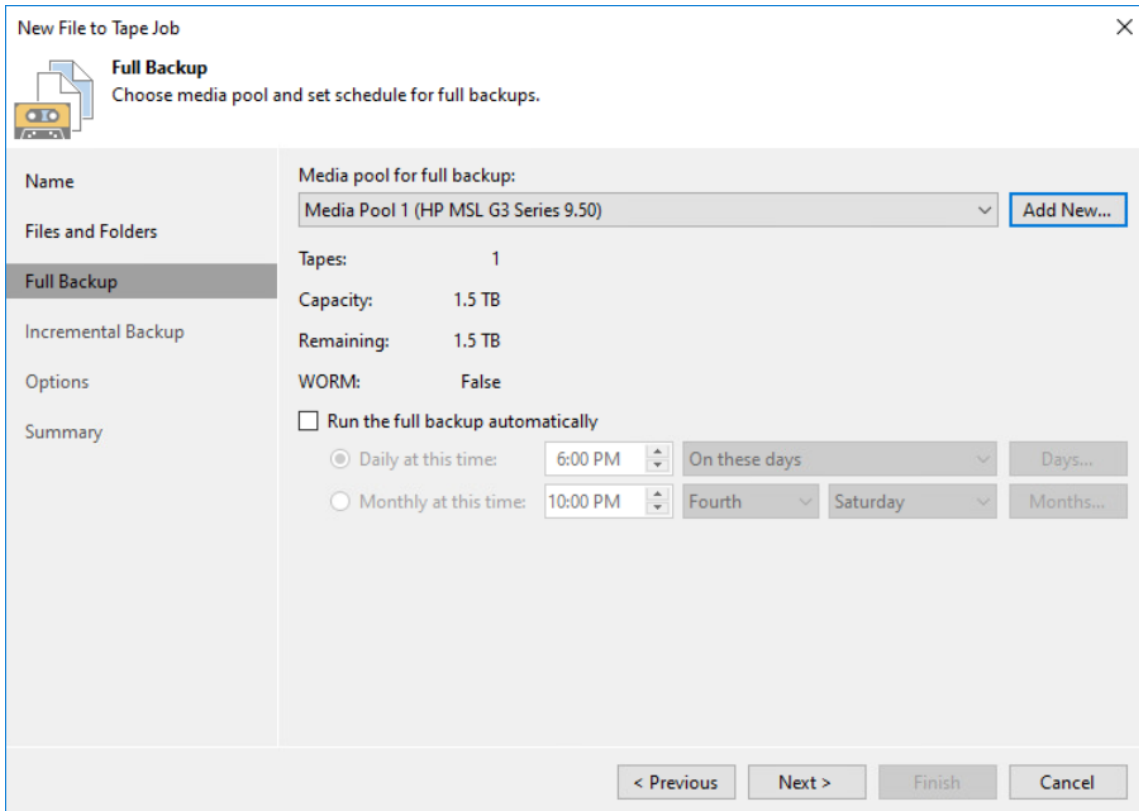 New File to Tape Job
Full Backup
Choose media pool and set schedule for full backups.
Name
Files and Folders
Full Backup
Incremental Backup
Options
Summary
Media pool for full backup:
Media Pool 1 (HP MSL G3 Series 9.50) Add New...
Tapes: 1
Capacity: 1.5 TB
Remaining: 1.5 TB
WORM: False
Run the full backup automatically
Daily at this time: 6:00 PM On these days Days...
Monthly at this time: 10:00 PM Fourth Saturday Months...
< Previous Next > Finish Cancel